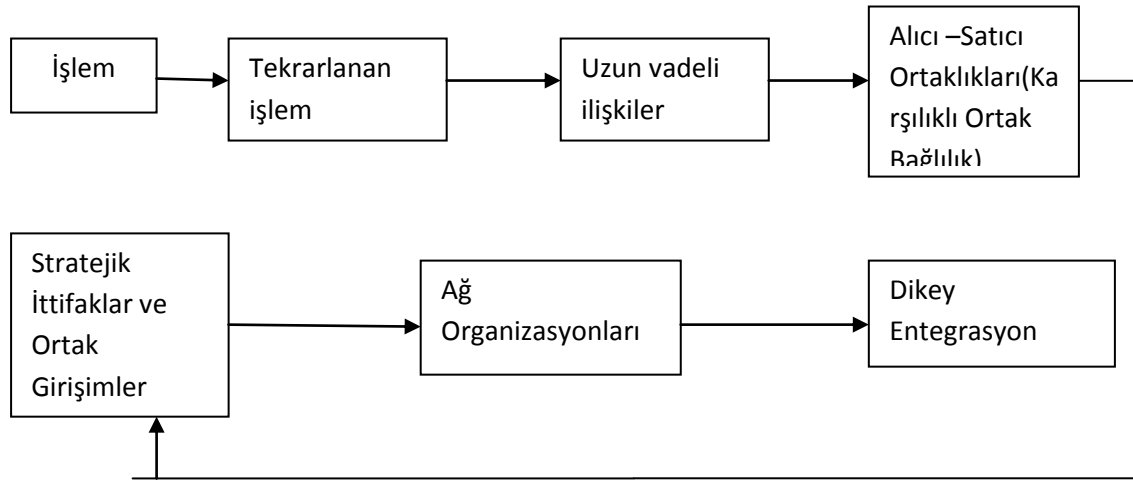 İşlem
Tekrarlanan
işlem
Uzun vadeli
ilişkiler
Alıcı –Satıcı
Ortaklıkları(Ka
rşılıklı Ortak
Bağlılık)
Stratejik
İttifaklar ve
Ortak
Girişimler
Ağ
Organizasyonları
Dikey
Entegrasyon